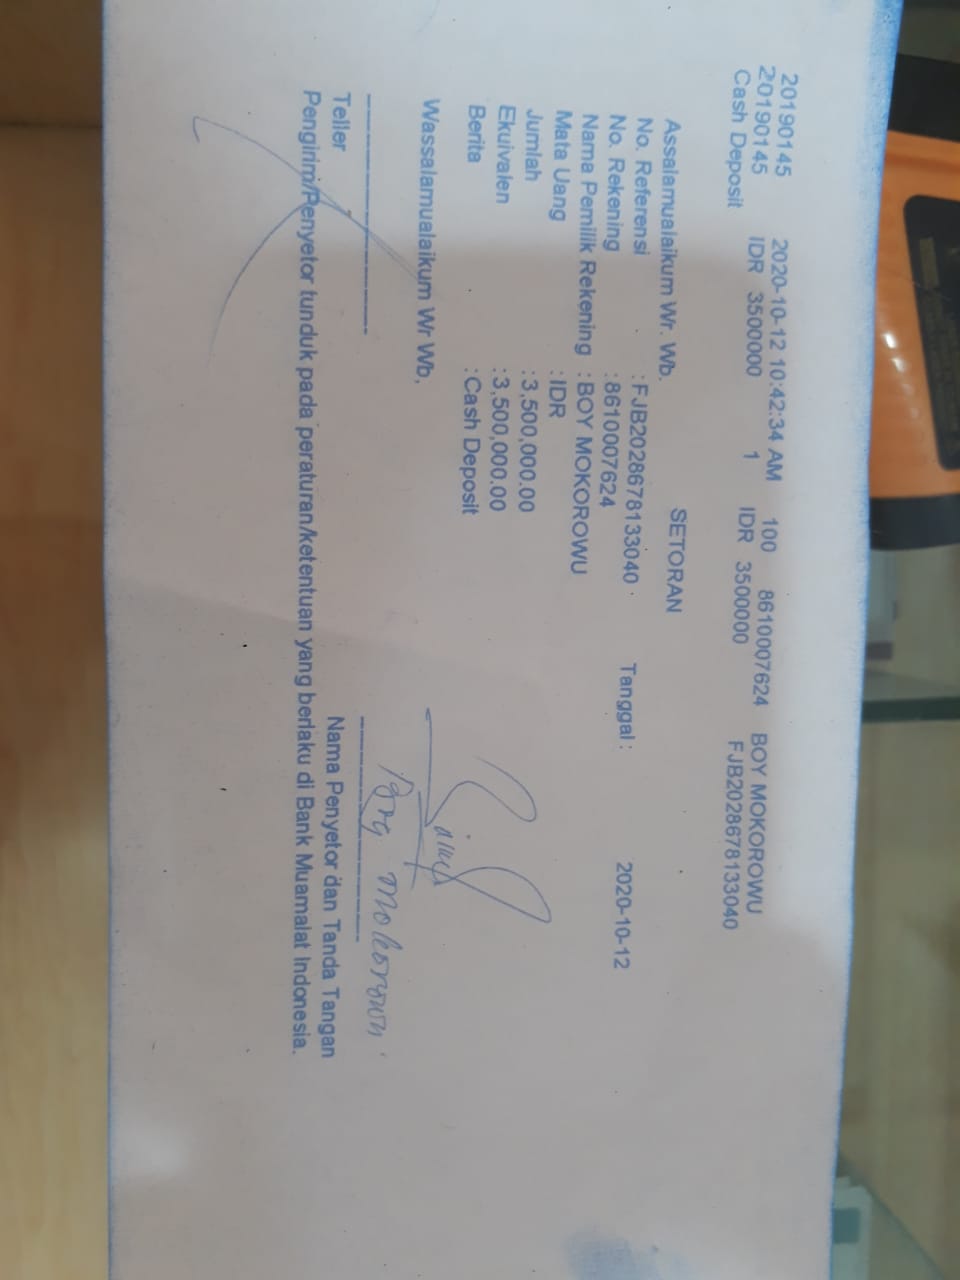 20190145 2020-10-12 10:42:34 AM 100 8610007624 BOY MOKOROWU
20190145 IDR 3500000 1 IDR 3500000 FJB2028678133040
Cash Deposit
SETORAN
Assalamualaikum Wr. Wb.
No. Referensi : FJB2028678133040 Tanggal : 2020-10-12
No. Rekening : 8610007624
Nama Pemilik Rekening : BOY MOKOROWU
Mata Uang : IDR
Jumlah : 3,500,000.00
Ekuivalen : 3,500,000.00
Berita : Cash Deposit
Wassalamualaikum Wr Wb,
Teller Nama Penyetor dan Tanda Tangan
Pengirim/Penyetor tunduk pada peraturan/ketentuan yang berlaku di Bank Muamalat Indonesia.